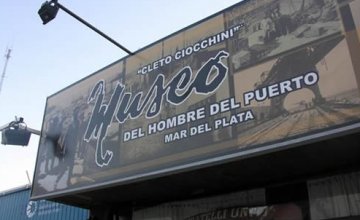 "CLETO CIOCCHINI"
Museo
DEL HOMBRE DEL PUERTO
MAR DEL PLATA